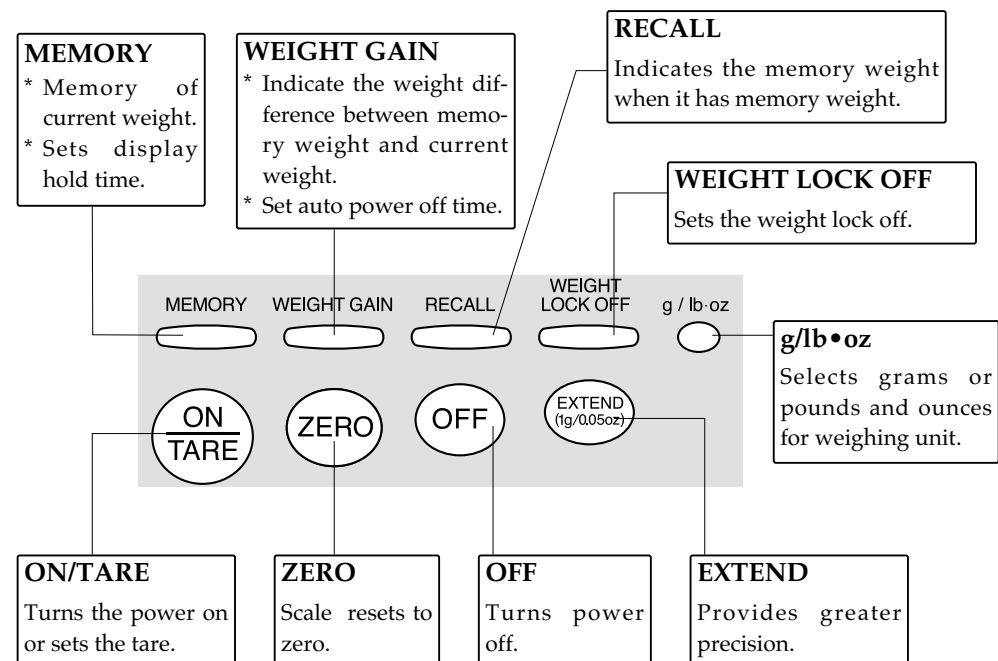 MEMORY
* Memory of
current weight.
* Sets display
hold time.
WEIGHT GAIN
* Indicate the weight dif-
ference between memo-
ry weight and current
weight.
* Set auto power off time.
RECALL
Indicates the memory weight
when it has memory weight.
WEIGHT LOCK OFF
Sets the weight lock off.
MEMORY
WEIGHT GAIN
RECALL
WEIGHT
LOCK OFF
g / lb·oz
g/lb•oz
Selects grams or
pounds and ounces
for weighing unit.
ON
TARE
ZERO
OFF
EXTEND
(1g/0.05oz)
ON/TARE
Turns the power on
or sets the tare.
ZERO
Scale resets to
zero.
OFF
Turns power
off.
EXTEND
Provides greater
precision.